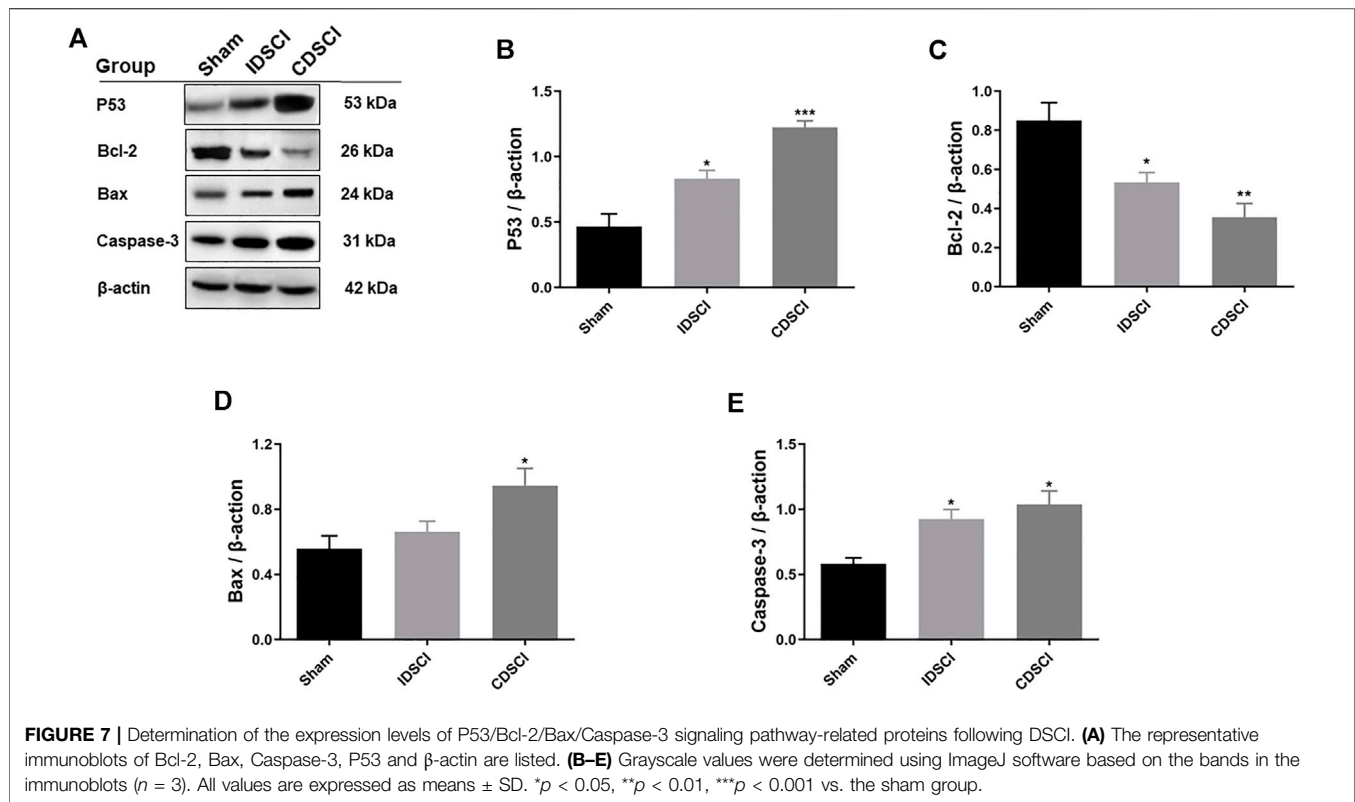 A
Group Sham IDSCI CDSCI
P53 53 kDa
Bcl-2 26 kDa
Bax 24 kDa
Caspase-3 31 kDa
β-actin 42 kDa
B
P53 / β-action
1.5
1.0
0.5
0.0
*
***
Sham IDSCI CDSCI
C
Bcl-2 / β-action
1.0
0.8
0.6
0.4
0.2
0.0
*
**
Sham IDSCI CDSCI
D
Bax / β-action
1.2
0.8
0.4
0.0
*
Sham IDSCI CDSCI
E
Caspase-3 / β-action
1.5
1.0
0.5
0.0
*
*
Sham IDSCI CDSCI
FIGURE 7 | Determination of the expression levels of P53/Bcl-2/Bax/Caspase-3 signaling pathway-related proteins following DSCI. (A) The representative
immunoblots of Bcl-2, Bax, Caspase-3, P53 and β-actin are listed. (B–E) Grayscale values were determined using ImageJ software based on the bands in the
immunoblots (n = 3). All values are expressed as means ± SD. *p < 0.05, **p < 0.01, ***p < 0.001 vs. the sham group.